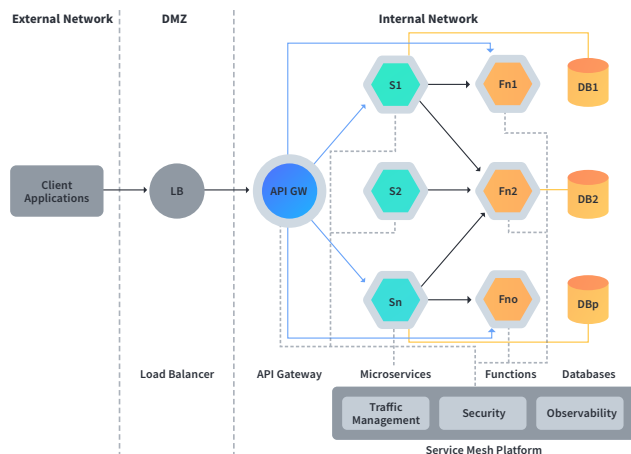 External Network
DMZ
Internal Network
S1
Fn1
DB1
Client
Applications
LB
API GW
S2
Fn2
DB2
Sn
Fno
DBp
Load Balancer
API Gateway
Microservices
Functions
Databases
Traffic
Management
Security
Observability
Service Mesh Platform